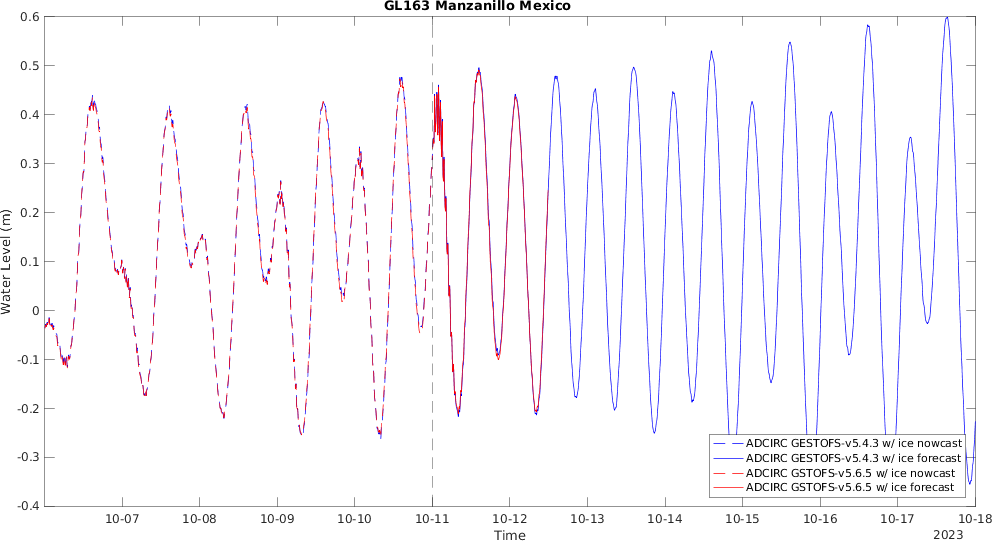 GL163 Manzanillo Mexico
0.6
0.5
0.4
0.3
0.2
0.1
0
-0.1
-0.2
-0.3
-0.4
Water Level (m)
ADCIRC GESTOFS-v5.4.3 w/ ice nowcast
ADCIRC GESTOFS-v5.4.3 w/ ice forecast
ADCIRC GSTOFS-v5.6.5 w/ ice nowcast
ADCIRC GSTOFS-v5.6.5 w/ ice forecast
10-07 10-08 10-09 10-10 10-11 10-12 10-13 10-14 10-15 10-16 10-17 10-18
Time
2023